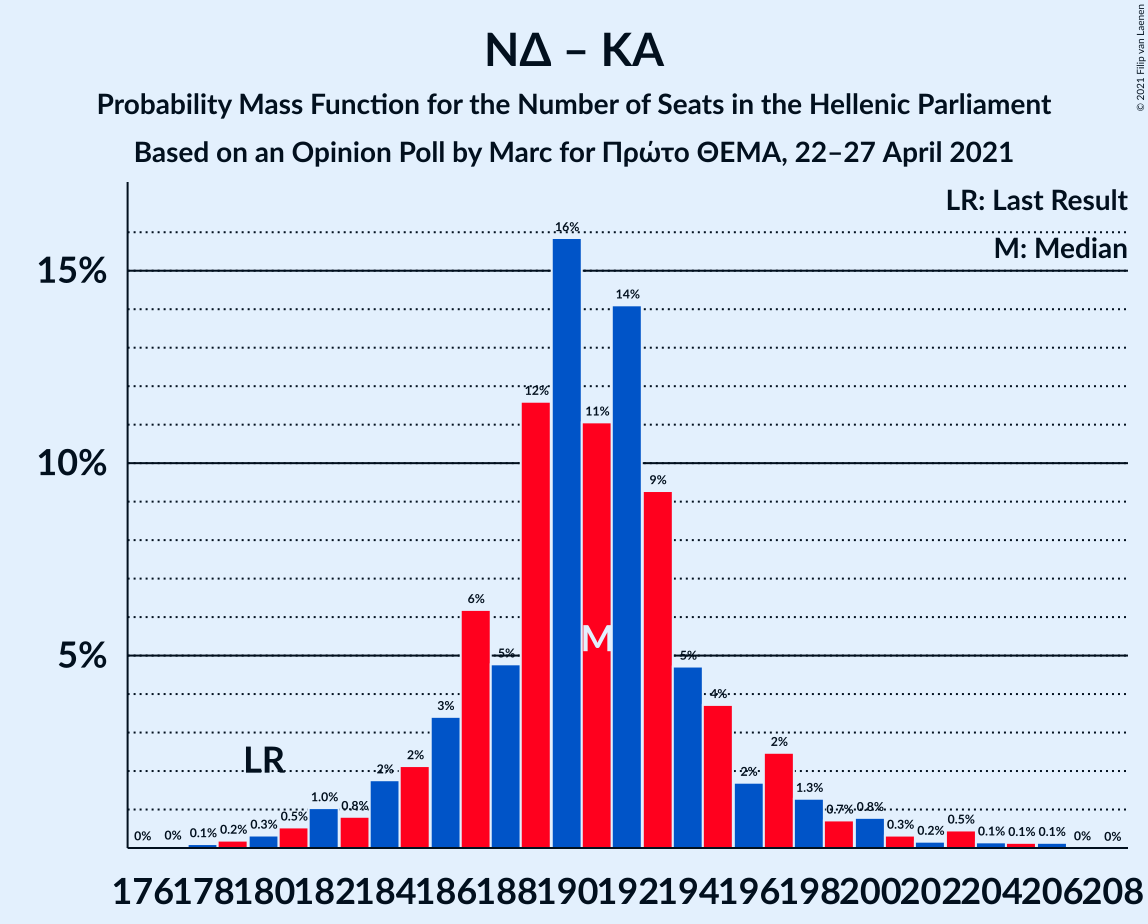 ΝΔ – ΚΑ
Probability Mass Function for the Number of Seats in the Hellenic Parliament
Based on an Opinion Poll by Marc for Πρώτο ΘΕΜΑ, 22–27 April 2021
© 2021 Filip van Laenen
LR: Last Result
M: Median
15%
10%
5%
0% 0% 0.1% 0.2% 0.3% 0.5% 1.0% 0.8% 2% 2% 3% 6% 5% 12% 16% 11% 14% 9% 5% 4% 2% 2% 1.3% 0.7% 0.8% 0.3% 0.2% 0.5% 0.1% 0.1% 0.1% 0% 0%
LR
M
176 178 180 182 184 186 188 190 192 194 196 198 200 202 204 206 208